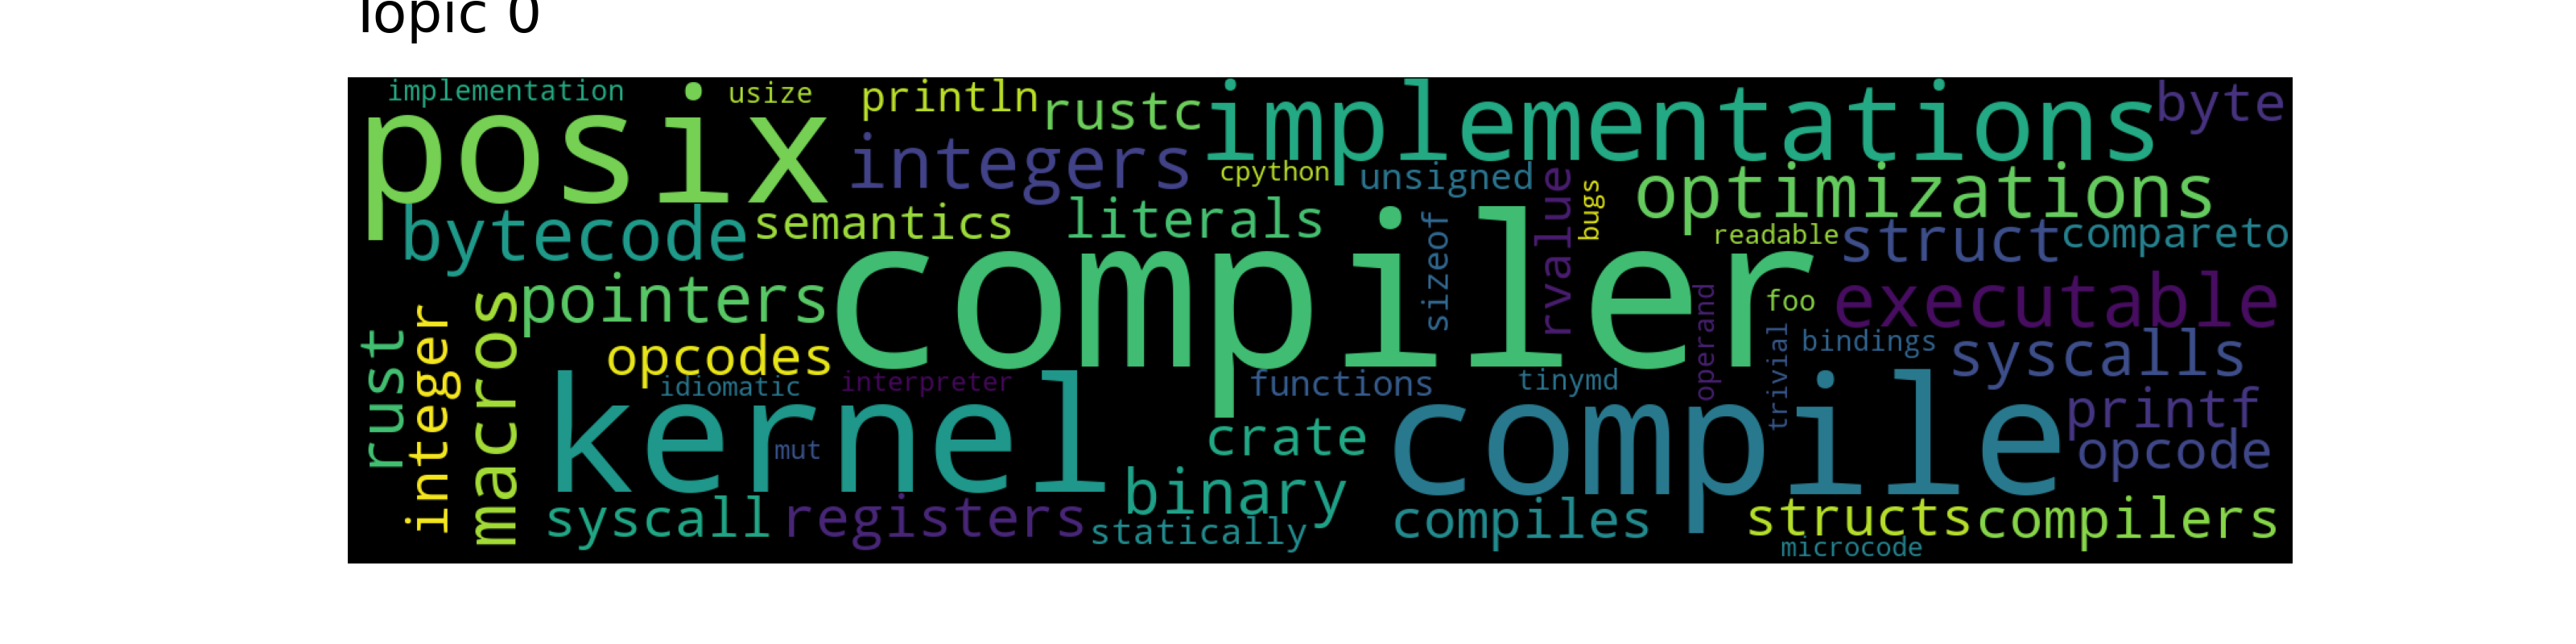 Topic 0
implementation usize println rustc implementations byte
posix integers cpython unsigned rvalue bugs optimizations
bytecode semantics literals sizeof readable struct compareto
pointers compiler operand foo executable
rust integer macros opcodes trivial bindings syscalls
idiomatic interpreter functions tinymd printf
kernel mut crate compile opcode
binary
syscall registers statically compiles structs compilers
microcode